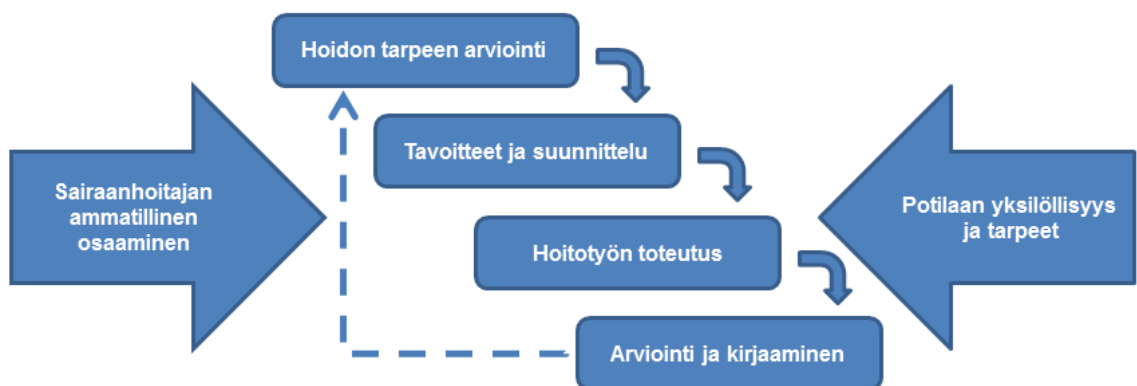 Hoidon tarpeen arviointi
Tavoitteet ja suunnittelu
Sairaanhoitajan
ammatillinen
osaaminen
Potilaan yksilöllisyys
ja tarpeet
Hoitotyön toteutus
Arviointi ja kirjaaminen